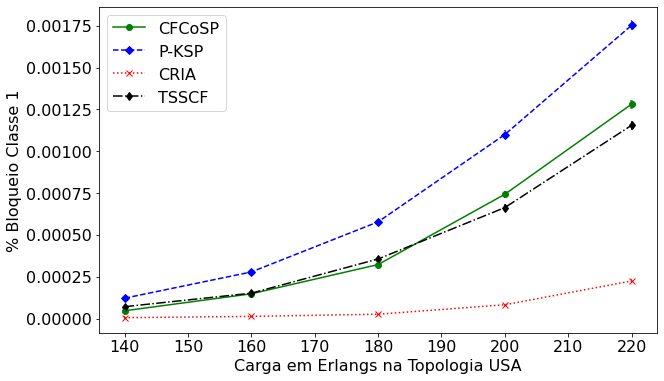 CFCoSP
P-KSP
CRIA
TSSCF
0.00175
0.00150
0.00125
0.00100
0.00075
0.00050
0.00025
0.00000
% Bloqueio Classe 1
140 150 160 170 180 190 200 210 220
Carga em Erlangs na Topologia USA